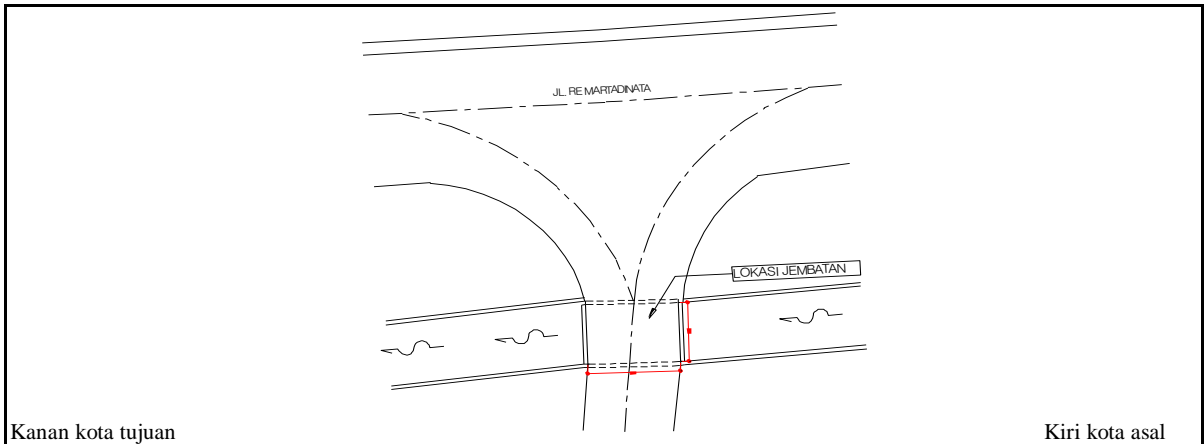 JL. RE MARTADINATA
LOKASI JEMBATAN
Kanan kota tujuan
Kiri kota asal